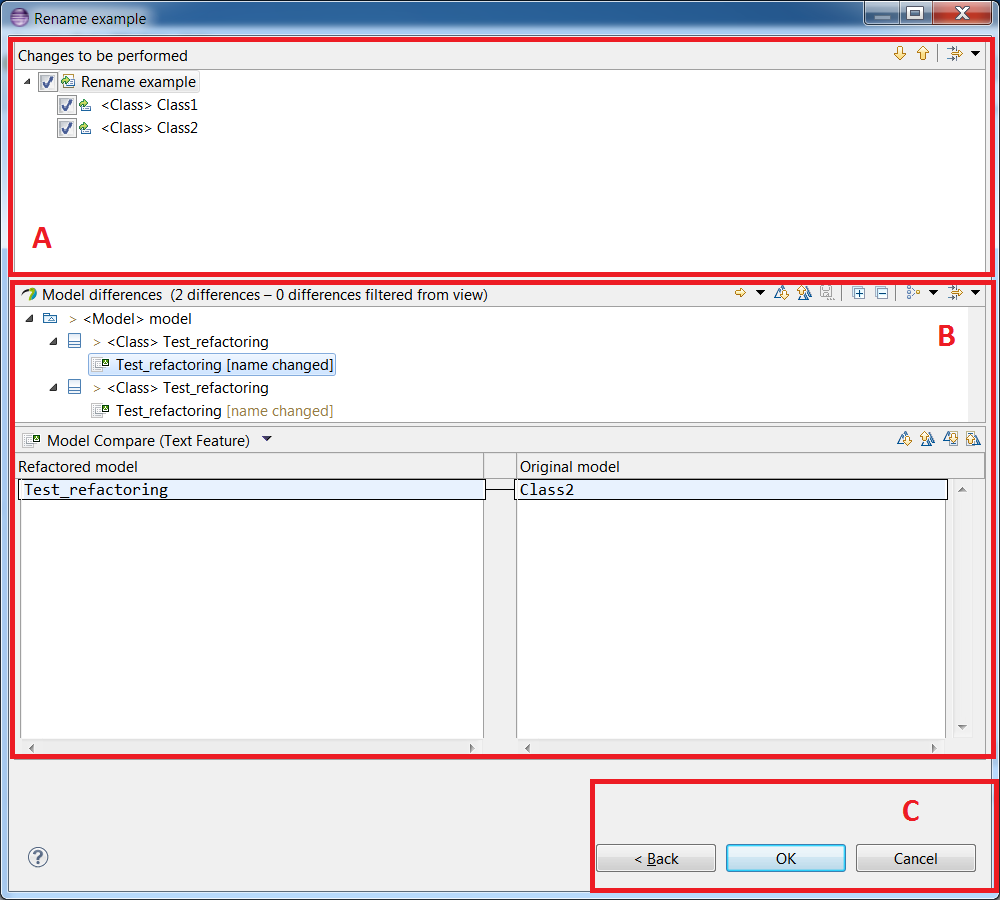 Rename example
Changes to be performed
Rename example
<Class> Class1
<Class> Class2
A
Model differences (2 differences – 0 differences filtered from view)
B
> <Model> model
> <Class> Test_refactoring
Test_refactoring [name changed]
> <Class> Test_refactoring
Test_refactoring [name changed]
Model Compare (Text Feature)
Refactored model Original model
Test_refactoring Class2
C
? < Back OK Cancel